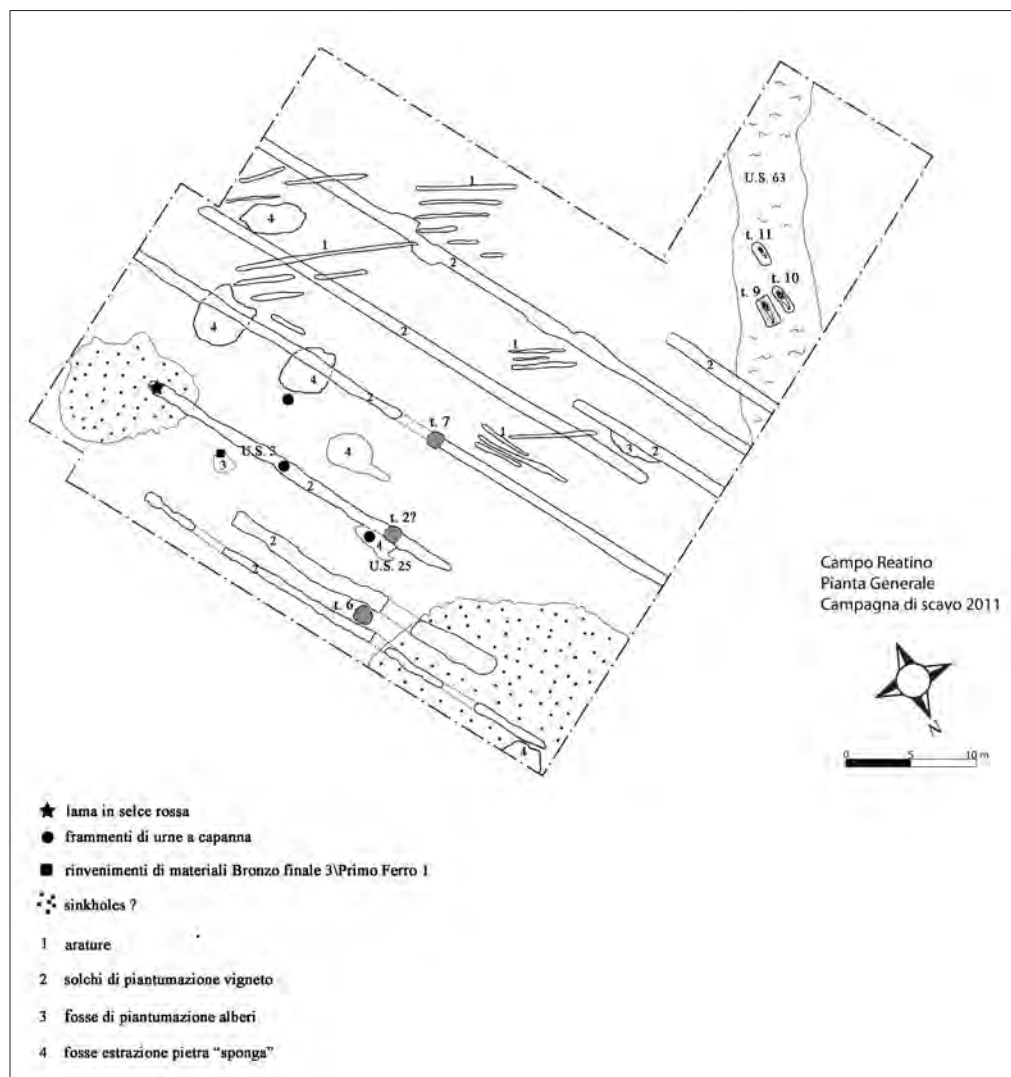 U.S. 63
1
4
t. 11
1
2
t. 10
t. 9
4
2
1
4
2
2
t. 7
1
U.S. 3
4
3
2
3
2
t. 2?
2
4
U.S. 25
2
t. 6
4
Campo Reatino
Pianta Generale
Campagna di scavo 2011
N
0 5 10 m
lama in selce rossa
frammenti di urne a capanna
rinvenimenti di materiali Bronzo finale 3\Primo Ferro 1
sinkholes ?
1 arature
2 solchi di piantumazione vigneto
3 fosse di piantumazione alberi
4 fosse estrazione pietra “sponga”